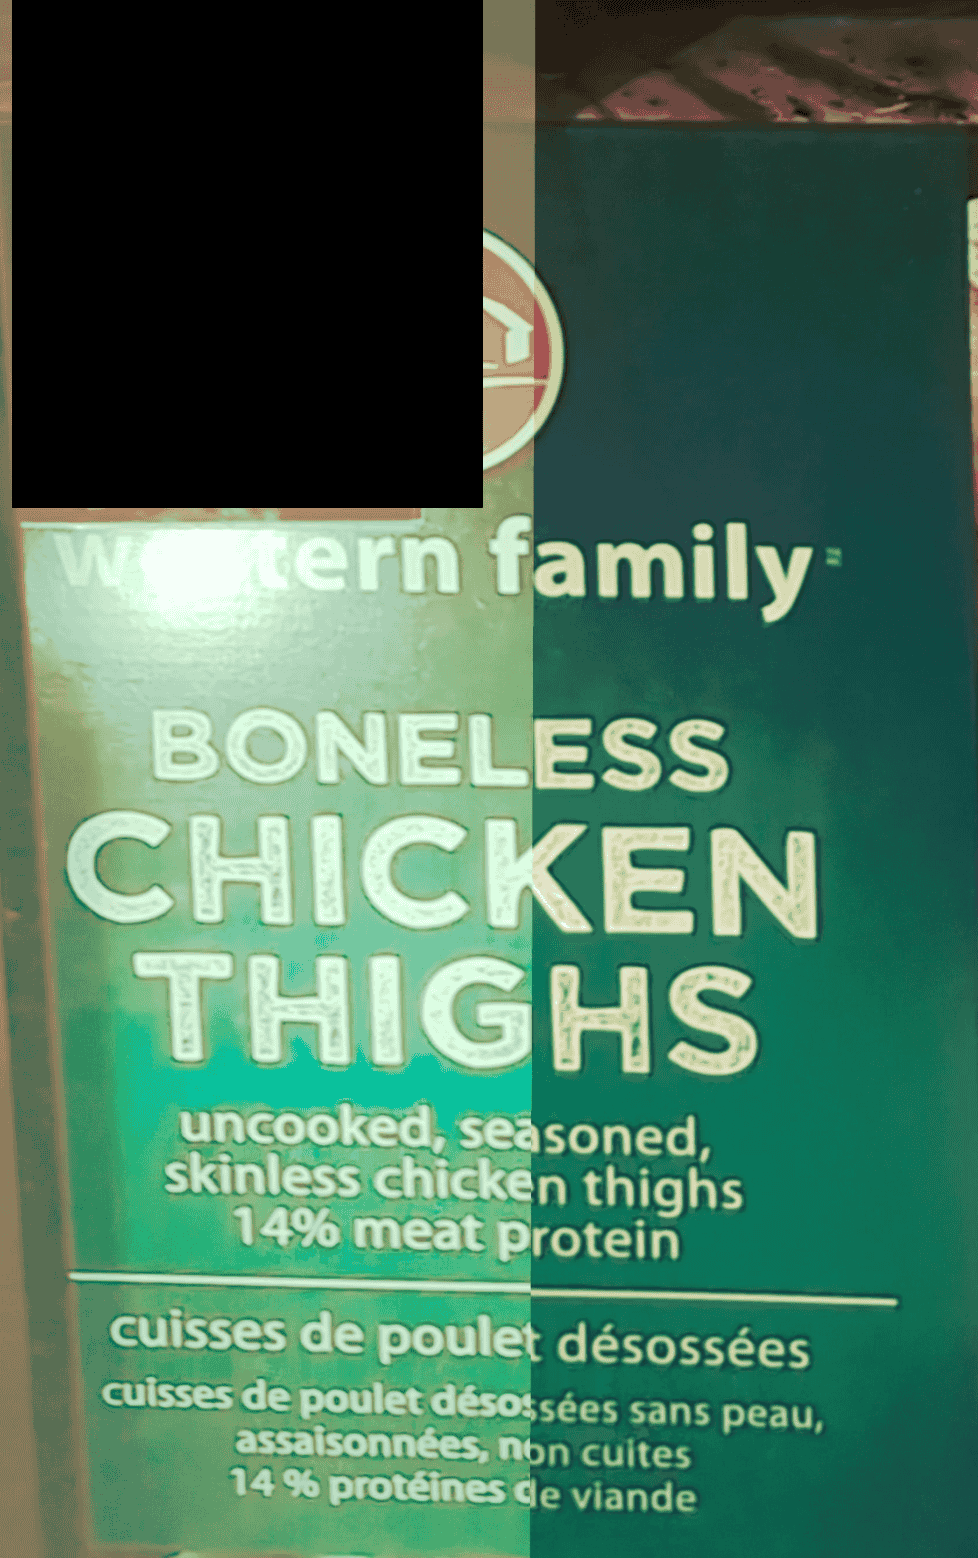 western family
BONELESS
CHICKEN
THIGHS
uncooked, seasoned,
skinless chicken thighs
14% meat protein
cuisses de poulet désossées
cuisses de poulet désossées sans peau,
assaisonnées, non cuites
14 % protéines de viande